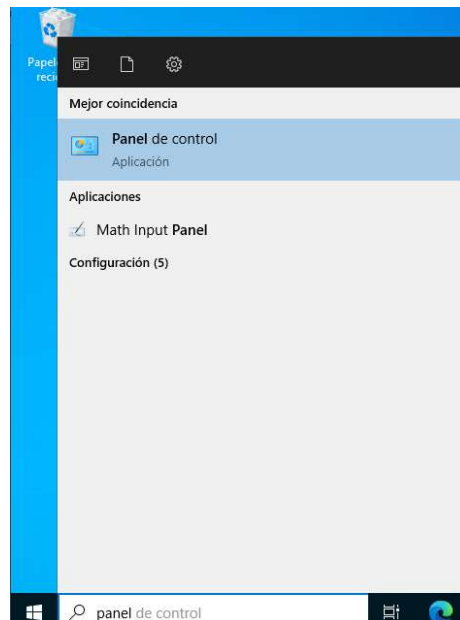 Papel
reci
Mejor coincidencia
Panel de control
Aplicación
Aplicaciones
Math Input Panel
Configuración (5)
panel de control